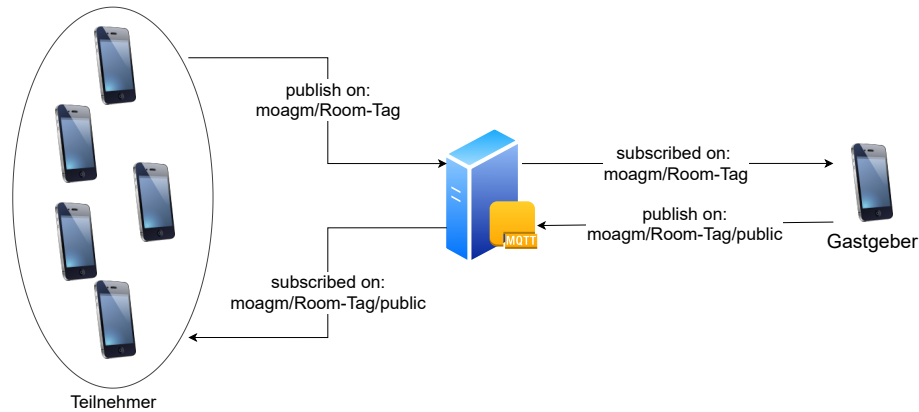 publish on:
moagm/Room-Tag
subscribed on:
moagm/Room-Tag
publish on:
moagm/Room-Tag/public
MQTT
Gastgeber
subscribed on:
moagm/Room-Tag/public
Teilnehmer